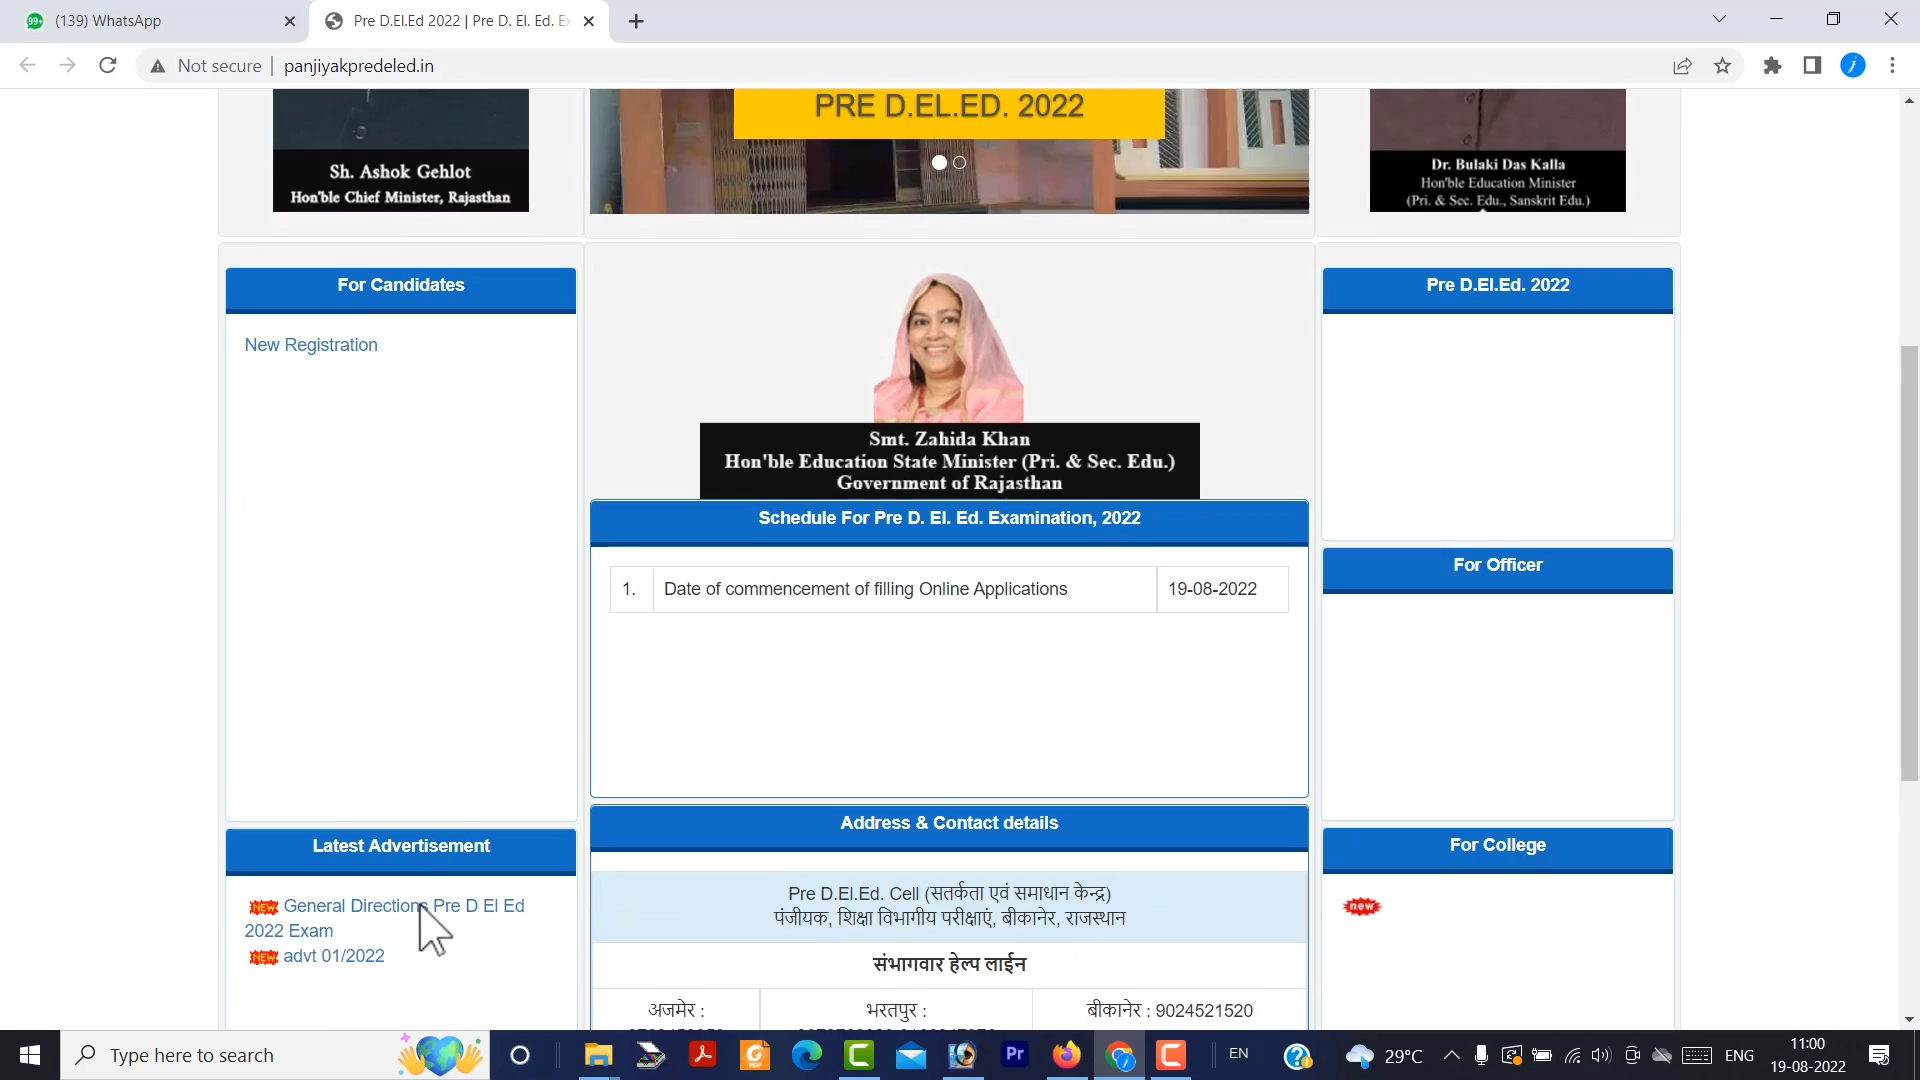 (139) WhatsApp
Pre D.El.Ed 2022 | Pre D. El. Ed. E
Not secure | panjiyakpredeled.in
PRE D.EL.ED. 2022
Sh. Ashok Gehlot
Hon'ble Chief Minister, Rajasthan
Dr. Bulaki Das Kalla
Hon'ble Education Minister
(Pri. & Sec. Edu., Sanskrit Edu.)
For Candidates
New Registration
Smt. Zahida Khan
Hon'ble Education State Minister (Pri. & Sec. Edu.)
Government of Rajasthan
Pre D.El.Ed. 2022
Schedule For Pre D. El. Ed. Examination, 2022
1. Date of commencement of filling Online Applications 19-08-2022
For Officer
Latest Advertisement
NEW General Directions Pre D El Ed
2022 Exam
NEW advt 01/2022
Address & Contact details
Pre D.El.Ed. Cell (सतर्कता एवं समाधान केन्द्र)
पंजीयक, शिक्षा विभागीय परीक्षाएं, बीकानेर, राजस्थान
संभागवार हेल्प लाईन
अजमेर : भरतपुर : बीकानेर : 9024521520
For College
new
Type here to search
Pr
EN
29°C
ENG
11:00
19-08-2022